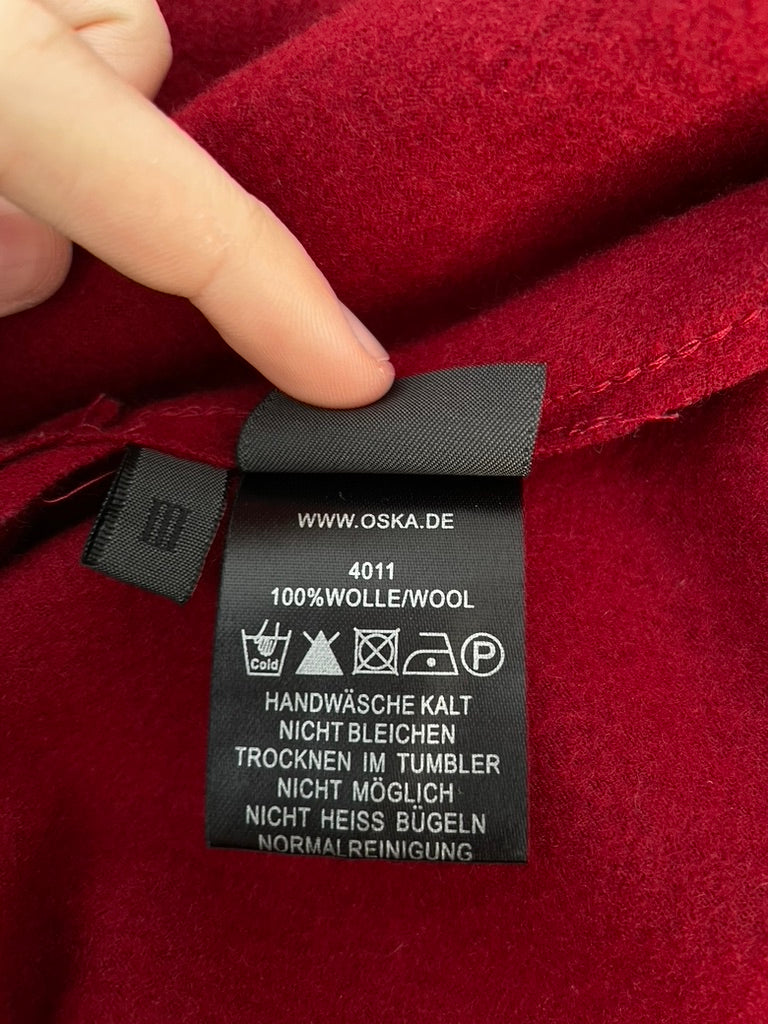 III
WWW.OSKA.DE
4011
100%WOLLE/WOOL
Cold P
HANDWÄSCHE KALT
NICHT BLEICHEN
TROCKNEN IM TUMBLER
NICHT MÖGLICH
NICHT HEISS BÜGELN
NORMALREINIGUNG